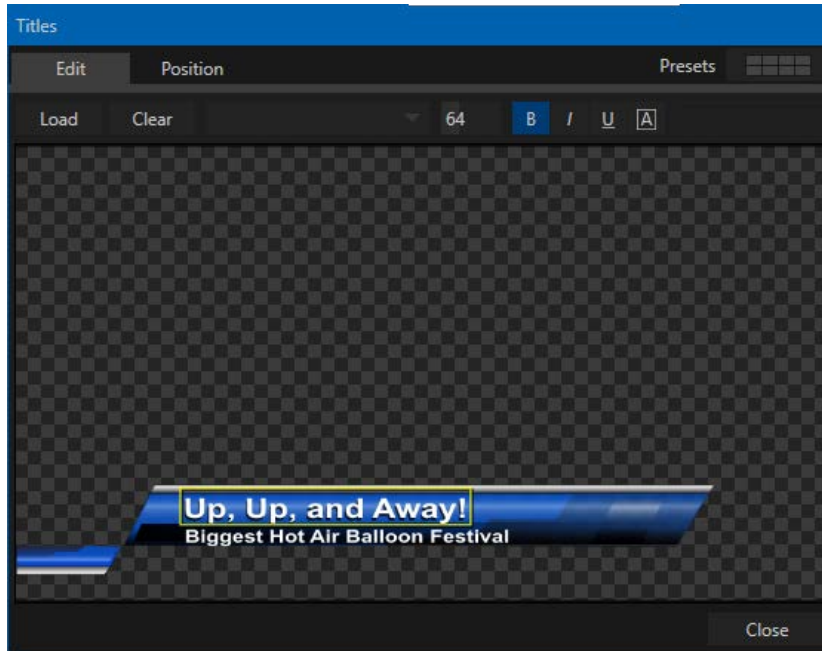 Titles
Edit Position Presets
Load Clear 64 B I U A
Up, Up, and Away!
Biggest Hot Air Balloon Festival
Close